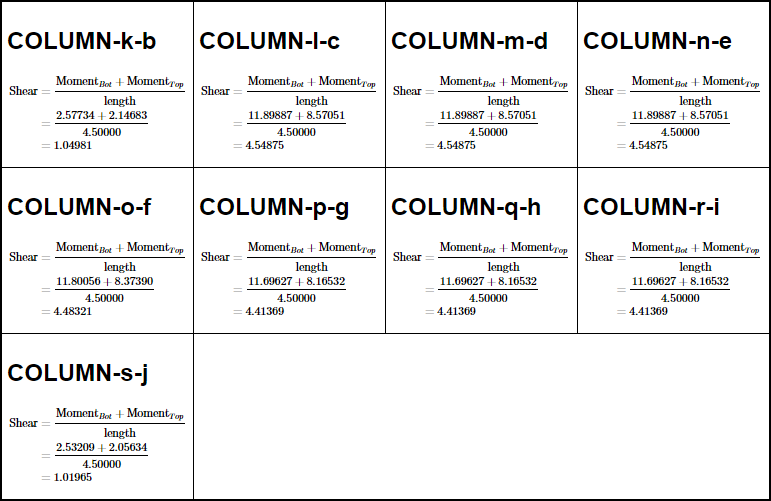 COLUMN-k-b
Shear = (Moment_Bot + Moment_Top) / length
= (2.57734 + 2.14683) / 4.50000
= 1.04981
COLUMN-l-c
Shear = (Moment_Bot + Moment_Top) / length
= (11.89887 + 8.57051) / 4.50000
= 4.54875
COLUMN-m-d
Shear = (Moment_Bot + Moment_Top) / length
= (11.89887 + 8.57051) / 4.50000
= 4.54875
COLUMN-n-e
Shear = (Moment_Bot + Moment_Top) / length
= (11.89887 + 8.57051) / 4.50000
= 4.54875
COLUMN-o-f
Shear = (Moment_Bot + Moment_Top) / length
= (11.80056 + 8.37390) / 4.50000
= 4.48321
COLUMN-p-g
Shear = (Moment_Bot + Moment_Top) / length
= (11.69627 + 8.16532) / 4.50000
= 4.41369
COLUMN-q-h
Shear = (Moment_Bot + Moment_Top) / length
= (11.69627 + 8.16532) / 4.50000
= 4.41369
COLUMN-r-i
Shear = (Moment_Bot + Moment_Top) / length
= (11.69627 + 8.16532) / 4.50000
= 4.41369
COLUMN-s-j
Shear = (Moment_Bot + Moment_Top) / length
= (2.53209 + 2.05634) / 4.50000
= 1.01965